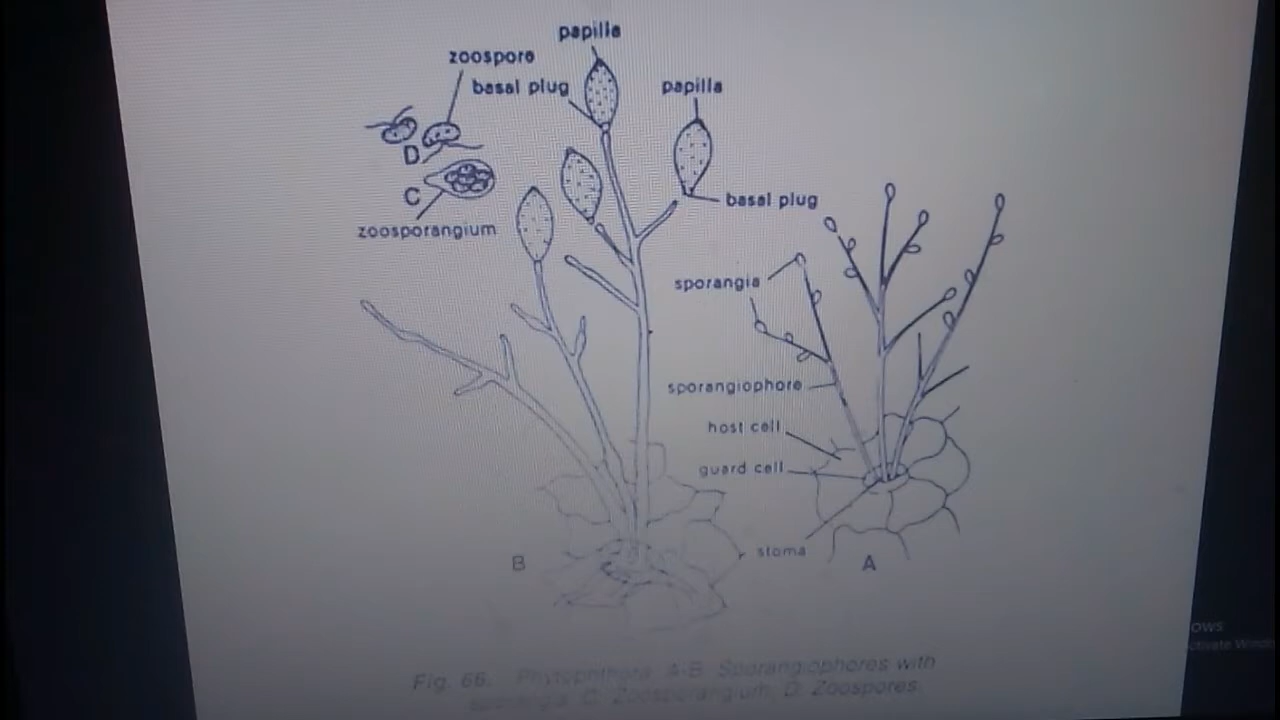 papilla
zoospore
basal plug
papilla
D
C
basal plug
zoosporangium
sporangia
sporangiophore
host cell
guard cell
stoma
B
A
Fig. 66. Phytophthora A-B. Sporangiophores with
sporangia, C. Zoosporangium, D. Zoospores.